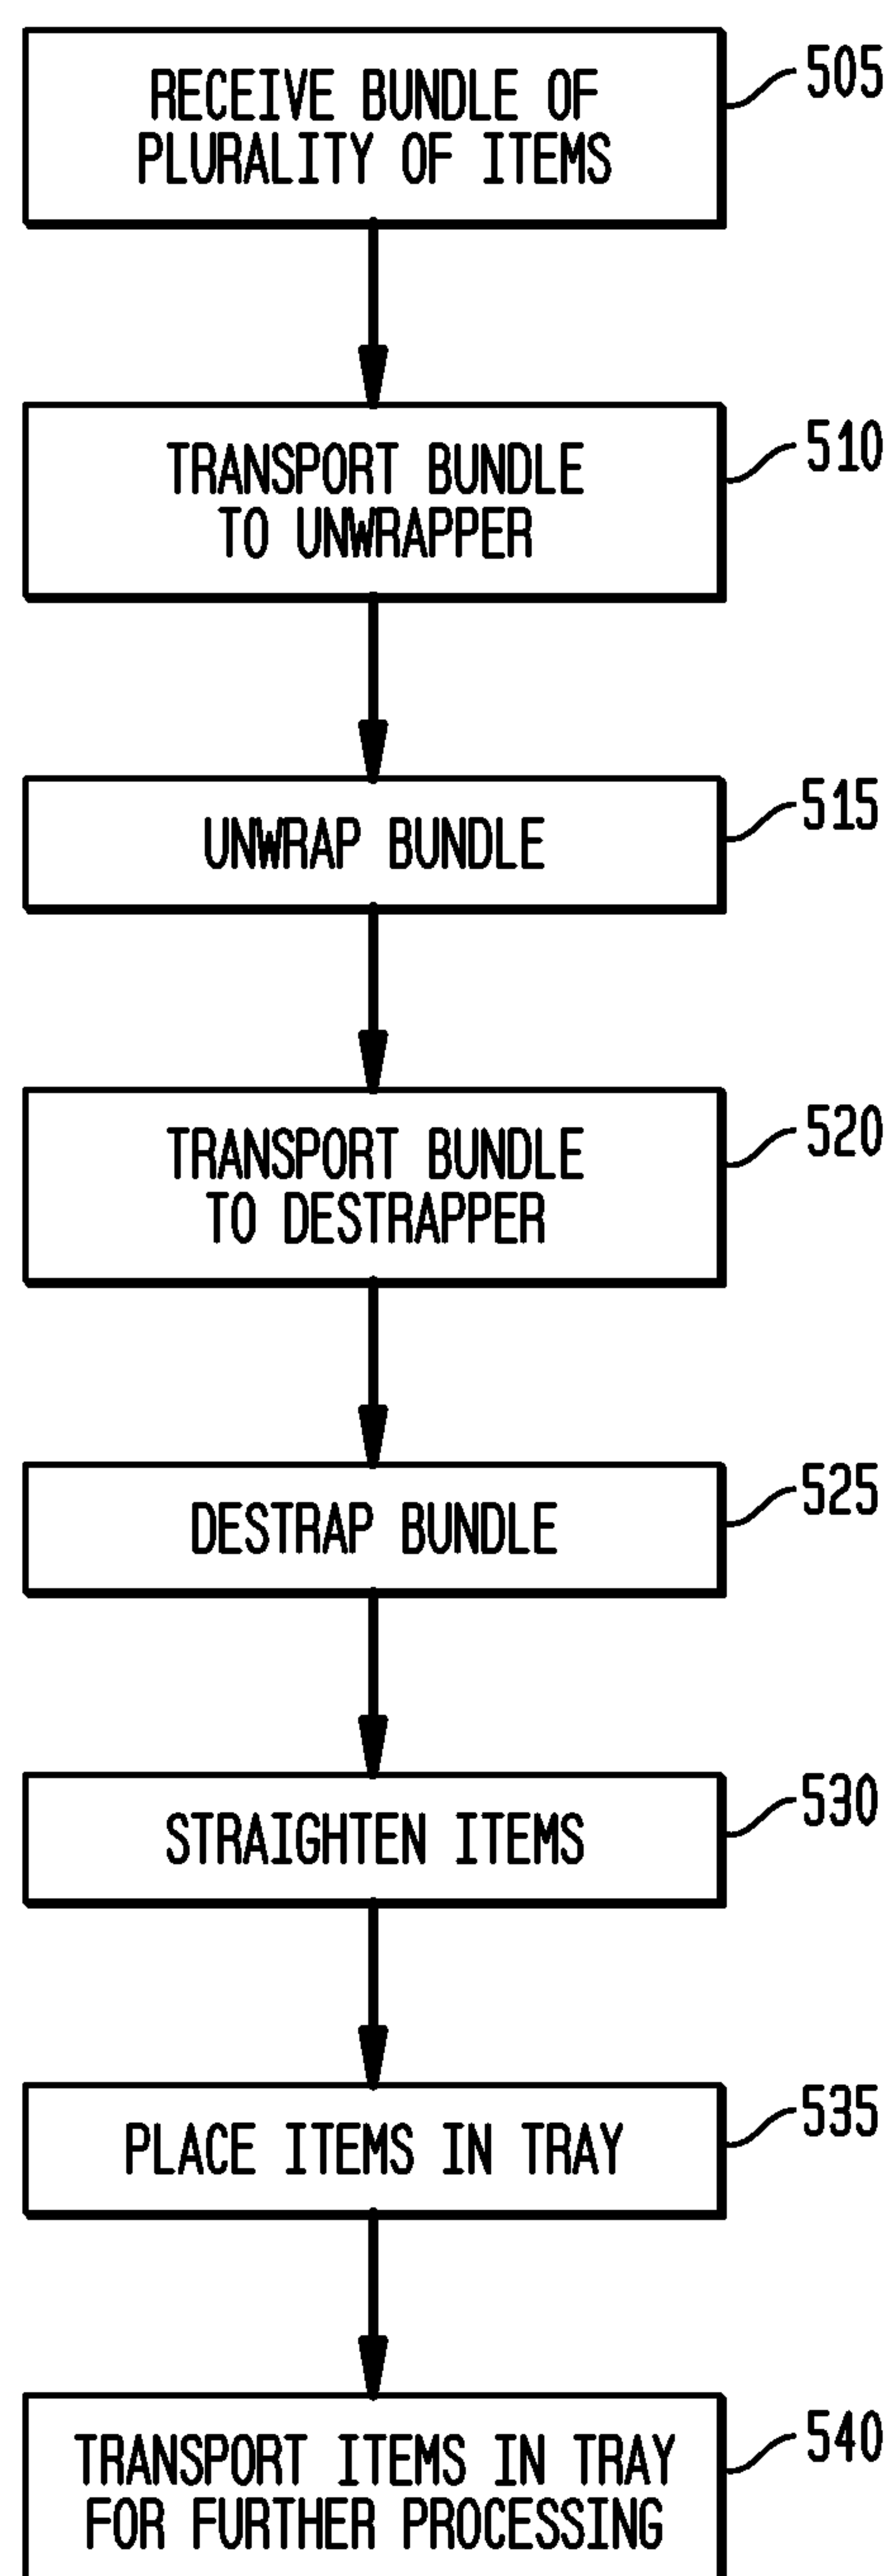 RECEIVE BUNDLE OF
PLURALITY OF ITEMS
505
TRANSPORT BUNDLE
TO UNWRAPPER
510
UNWRAP BUNDLE
515
TRANSPORT BUNDLE
TO DESTRAPPER
520
DESTRAP BUNDLE
525
STRAIGHTEN ITEMS
530
PLACE ITEMS IN TRAY
535
TRANSPORT ITEMS IN TRAY
FOR FURTHER PROCESSING
540